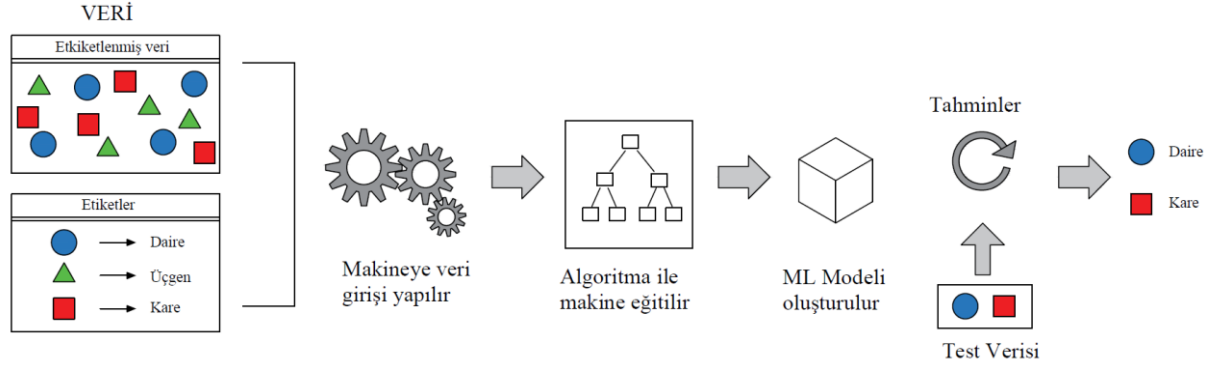 VERİ
Etkiketlenmiş veri
Etiketler
Daire
Üçgen
Kare
Makineye veri
girişi yapılır
Algoritma ile
makine eğitilir
ML Modeli
oluşturulur
Tahminler
Test Verisi
Daire
Kare